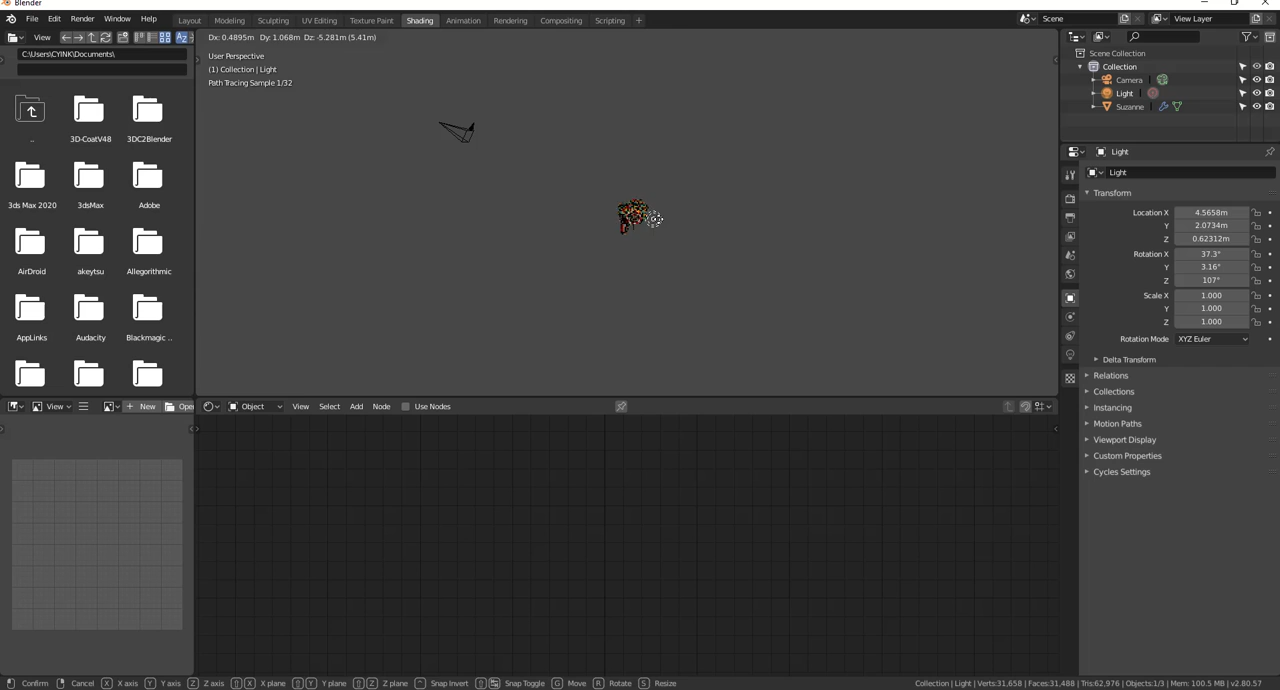 Blender
File Edit Render Window Help Layout Modeling Sculpting UV Editing Texture Paint Shading Animation Rendering Compositing Scripting + Scene View Layer
View
C:\Users\CYINK\Documents\
..
3D-CoatV48
3DC2Blender
3ds Max 2020
3dsMax
Adobe
AirDroid
akeytsu
Allegorithmic
AppLinks
Audacity
Blackmagic ..
Dx: 0.4895m Dy: 1.068m Dz: -5.281m (5.41m)
User Perspective
(1) Collection | Light
Path Tracing Sample 1/32
Scene Collection
Collection
Camera
Light
Suzanne
Light
Light
Transform
Location X 4.5658m
Y 2.0734m
Z 0.62312m
Rotation X 37.3°
Y 3.16°
Z 107°
Scale X 1.000
Y 1.000
Z 1.000
Rotation Mode XYZ Euler
Delta Transform
Relations
Collections
Instancing
Motion Paths
Viewport Display
Custom Properties
Cycles Settings
View + New Open
Object View Select Add Node Use Nodes
Confirm Cancel X X axis Y Y axis Z Z axis X X plane Y Y plane Z Z plane Snap Invert Snap Toggle G Move R Rotate S Resize
Collection | Light | Verts:31,658 | Faces:31,488 | Tris:62,976 | Objects:1/3 | Mem: 100.5 MB | v2.80.57